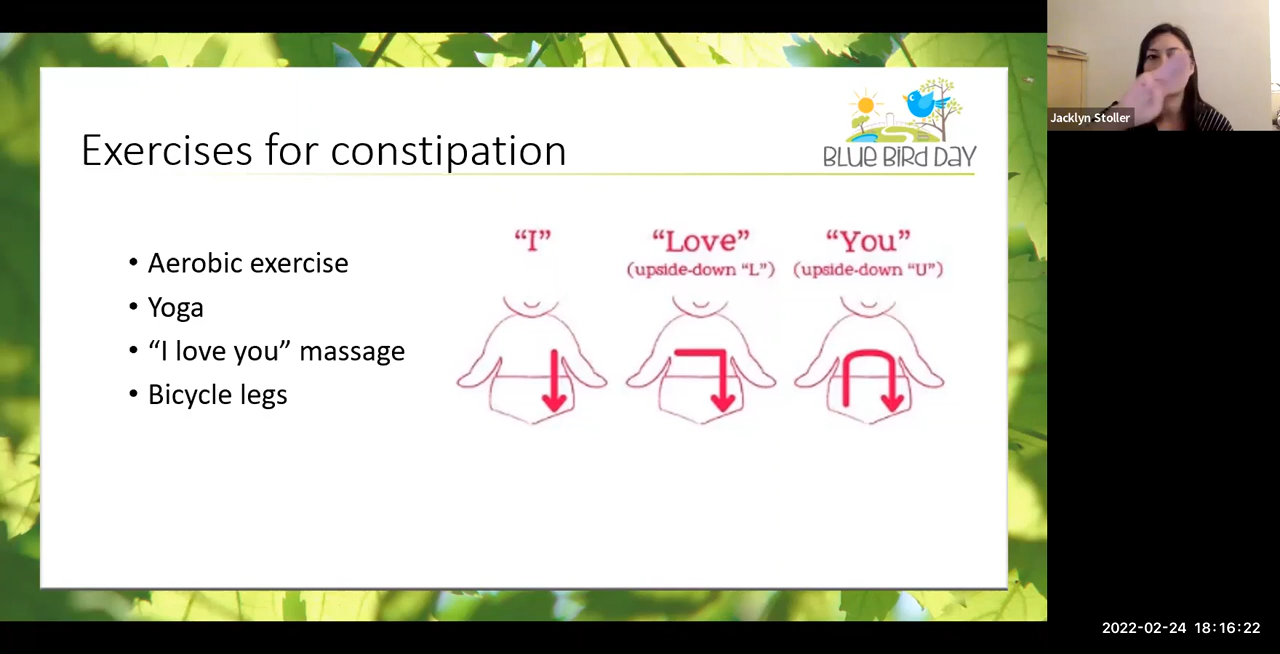 Exercises for constipation
BLUE BIRD DAY
• Aerobic exercise
• Yoga
• “I love you” massage
• Bicycle legs
“I”
“Love”
(upside-down “L”)
“You”
(upside-down “U”)
Jacklyn Stoller
2022-02-24 18:16:22